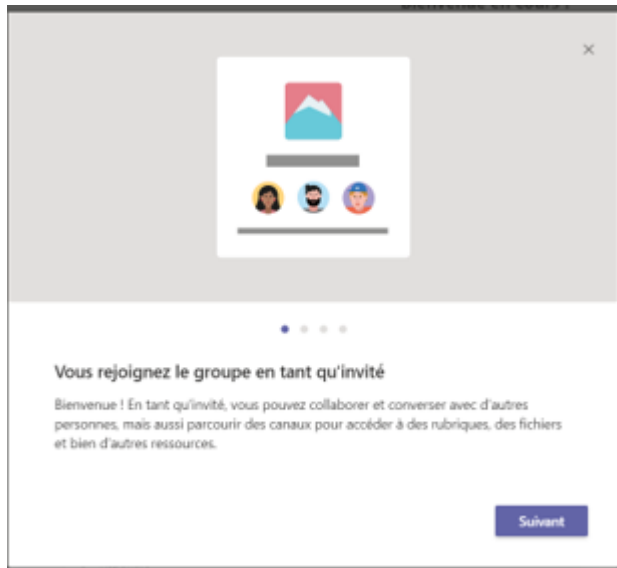 Vous rejoignez le groupe en tant qu'invité
Bienvenue ! En tant qu'invité, vous pouvez collaborer et converser avec d'autres
personnes, mais aussi parcourir des canaux pour accéder à des rubriques, des fichiers
et bien d'autres ressources.
Suivant